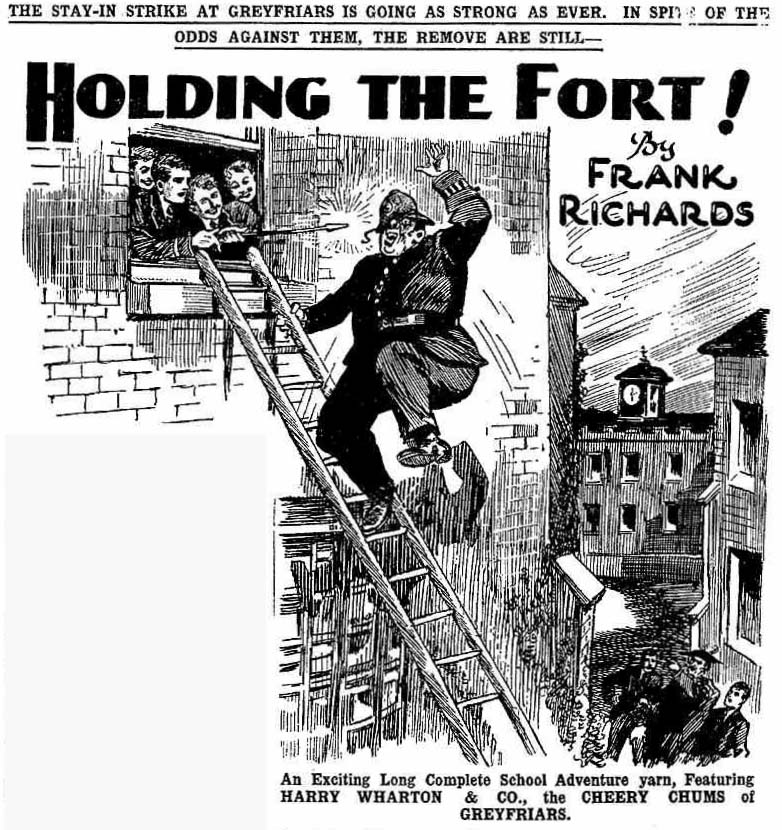 THE STAY-IN STRIKE AT GREYFRIARS IS GOING AS STRONG AS EVER. IN SPITE OF THE
ODDS AGAINST THEM, THE REMOVE ARE STILL—
HOLDING THE FORT!
By
FRANK
RICHARDS
An Exciting Long Complete School Adventure yarn, Featuring
HARRY WHARTON & CO., the CHEERY CHUMS of
GREYFRIARS.